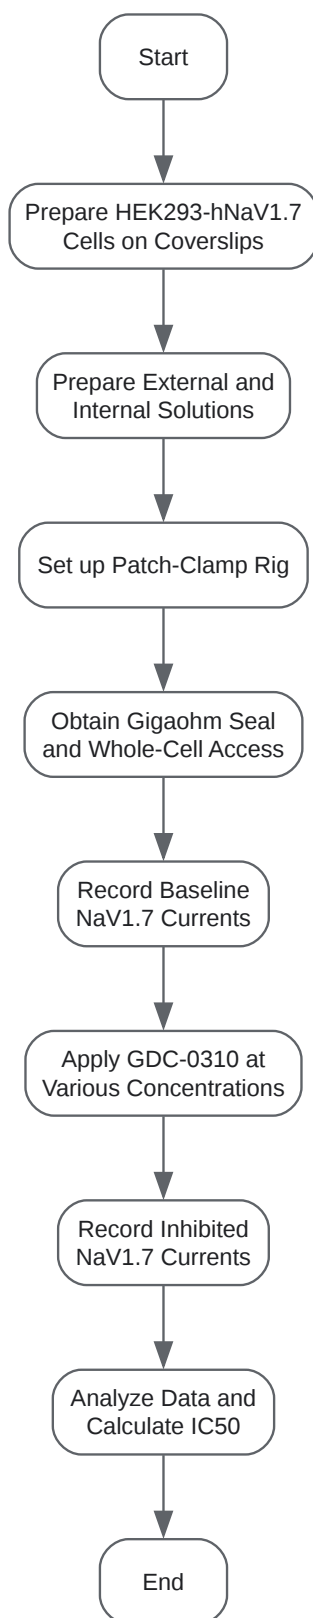 Start
Prepare HEK293-hNaV1.7
Cells on Coverslips
Prepare External and
Internal Solutions
Set up Patch-Clamp Rig
Obtain Gigaohm Seal
and Whole-Cell Access
Record Baseline
NaV1.7 Currents
Apply GDC-0310 at
Various Concentrations
Record Inhibited
NaV1.7 Currents
Analyze Data and
Calculate IC50
End